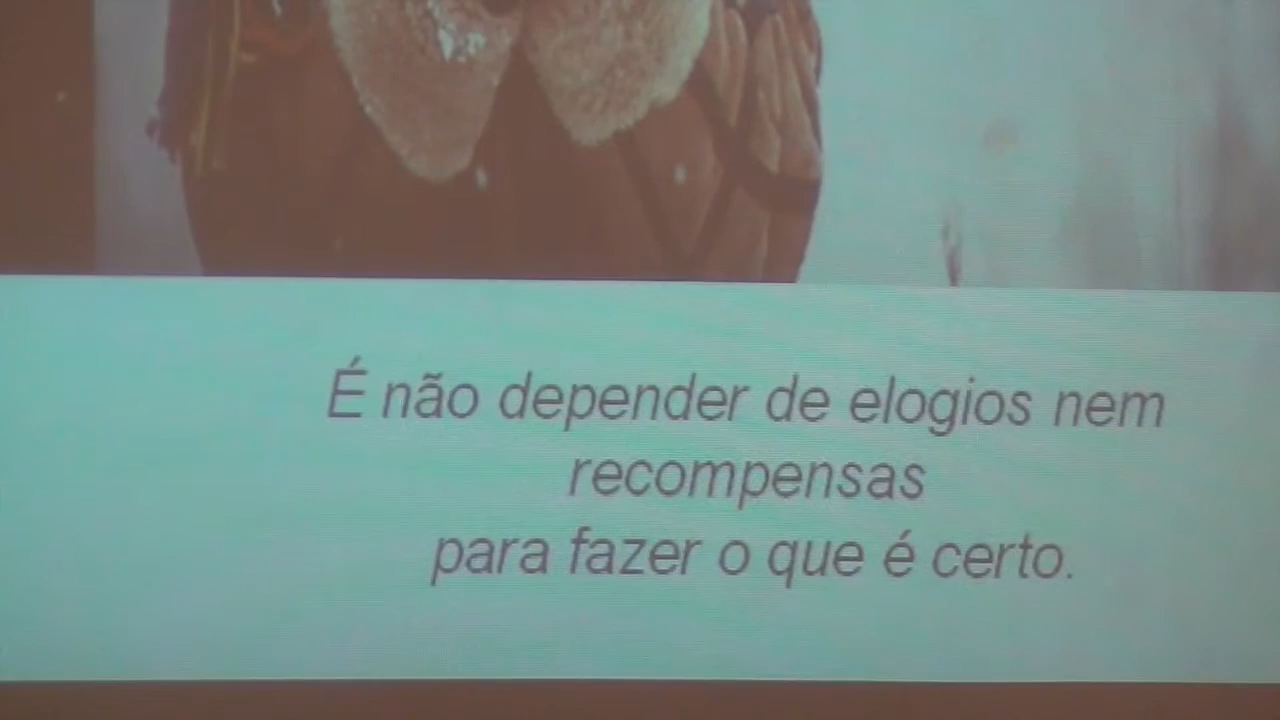 É não depender de elogios nem
recompensas
para fazer o que é certo.